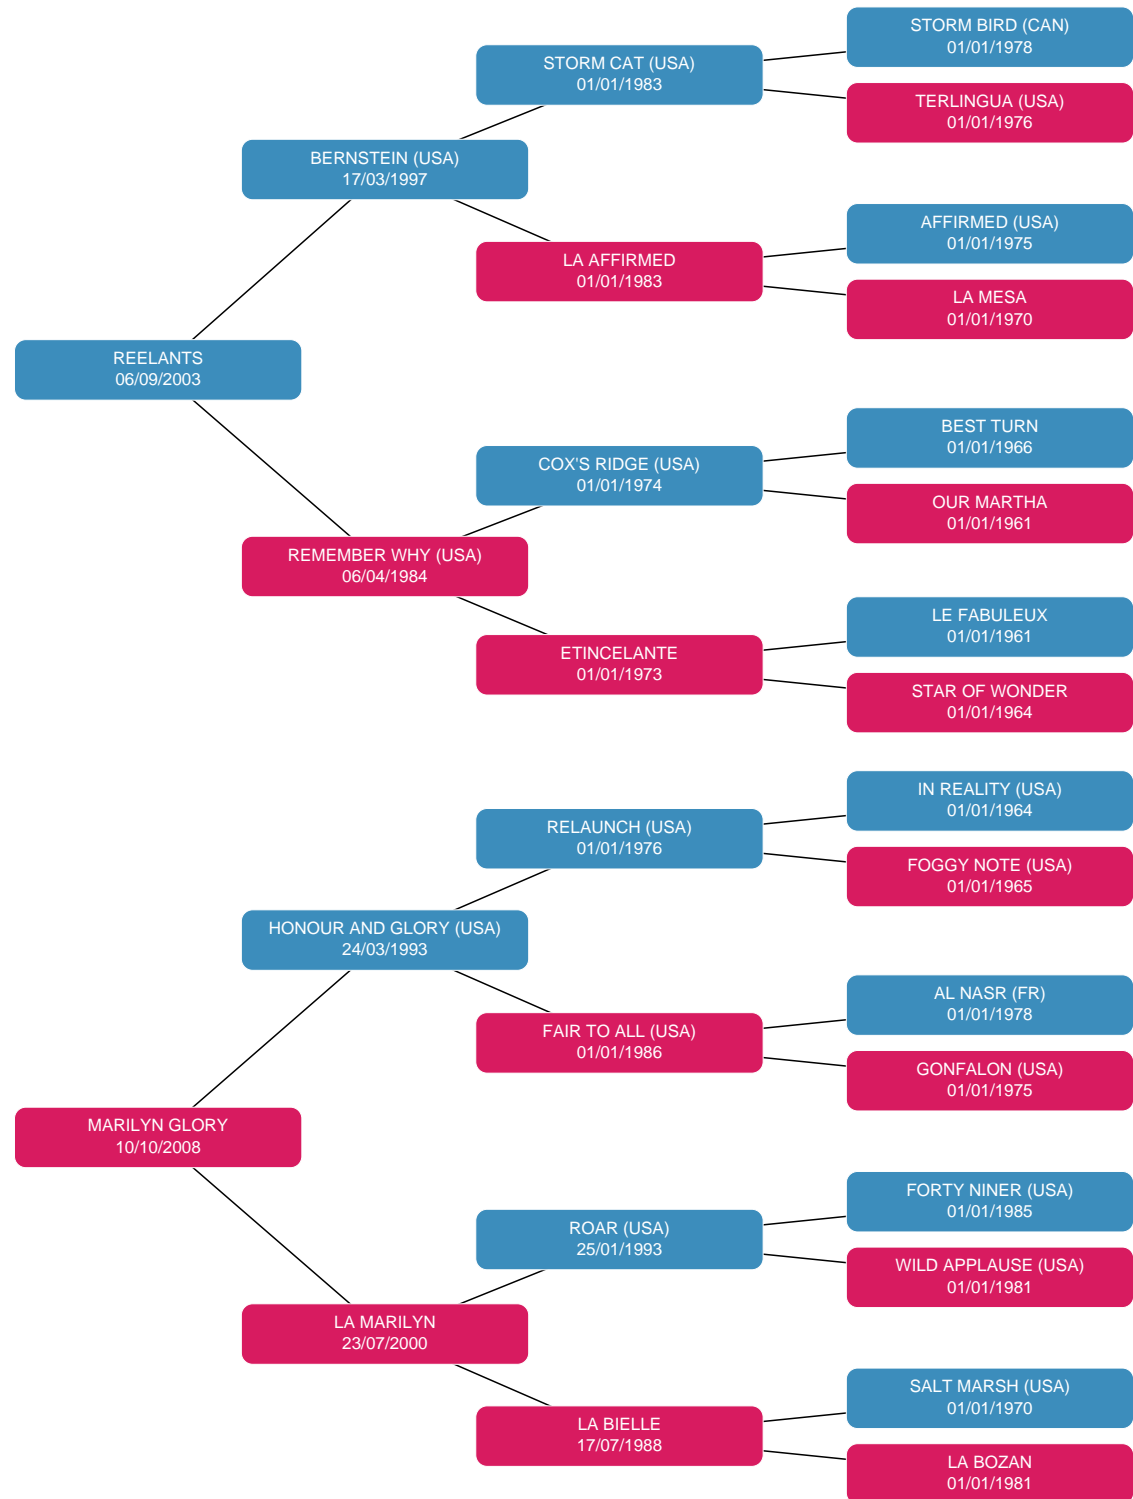 STORM BIRD (CAN)
01/01/1978
STORM CAT (USA)
01/01/1983
TERLINGUA (USA)
01/01/1976
BERNSTEIN (USA)
17/03/1997
AFFIRMED (USA)
01/01/1975
LA AFFIRMED
01/01/1983
LA MESA
01/01/1970
REELANTS
06/09/2003
BEST TURN
01/01/1966
COX'S RIDGE (USA)
01/01/1974
OUR MARTHA
01/01/1961
REMEMBER WHY (USA)
06/04/1984
LE FABULEUX
01/01/1961
ETINCELANTE
01/01/1973
STAR OF WONDER
01/01/1964
IN REALITY (USA)
01/01/1964
RELAUNCH (USA)
01/01/1976
FOGGY NOTE (USA)
01/01/1965
HONOUR AND GLORY (USA)
24/03/1993
AL NASR (FR)
01/01/1978
FAIR TO ALL (USA)
01/01/1986
GONFALON (USA)
01/01/1975
MARILYN GLORY
10/10/2008
FORTY NINER (USA)
01/01/1985
ROAR (USA)
25/01/1993
WILD APPLAUSE (USA)
01/01/1981
LA MARILYN
23/07/2000
SALT MARSH (USA)
01/01/1970
LA BIELLE
17/07/1988
LA BOZAN
01/01/1981